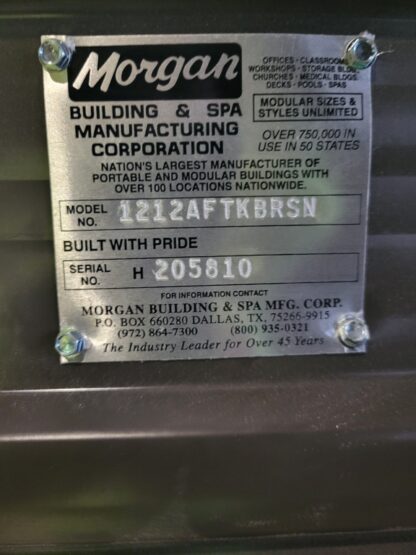 Morgan
OFFICES · CLASSROOMS
WORKSHOPS · STORAGE BLDG.
CHURCHES · MEDICAL BLDGS.
DECKS · POOLS · SPAS
BUILDING & SPA
MANUFACTURING
CORPORATION
MODULAR SIZES &
STYLES UNLIMITED
OVER 750,000 IN
USE IN 50 STATES
NATION'S LARGEST MANUFACTURER OF
PORTABLE AND MODULAR BUILDINGS WITH
OVER 100 LOCATIONS NATIONWIDE.
MODEL NO. 1212AFTKBRSN
BUILT WITH PRIDE
SERIAL NO. H 205810
FOR INFORMATION CONTACT
MORGAN BUILDING & SPA MFG. CORP.
P.O. BOX 660280 DALLAS, TX, 75266-9915
(972) 864-7300 (800) 935-0321
The Industry Leader for Over 45 Years